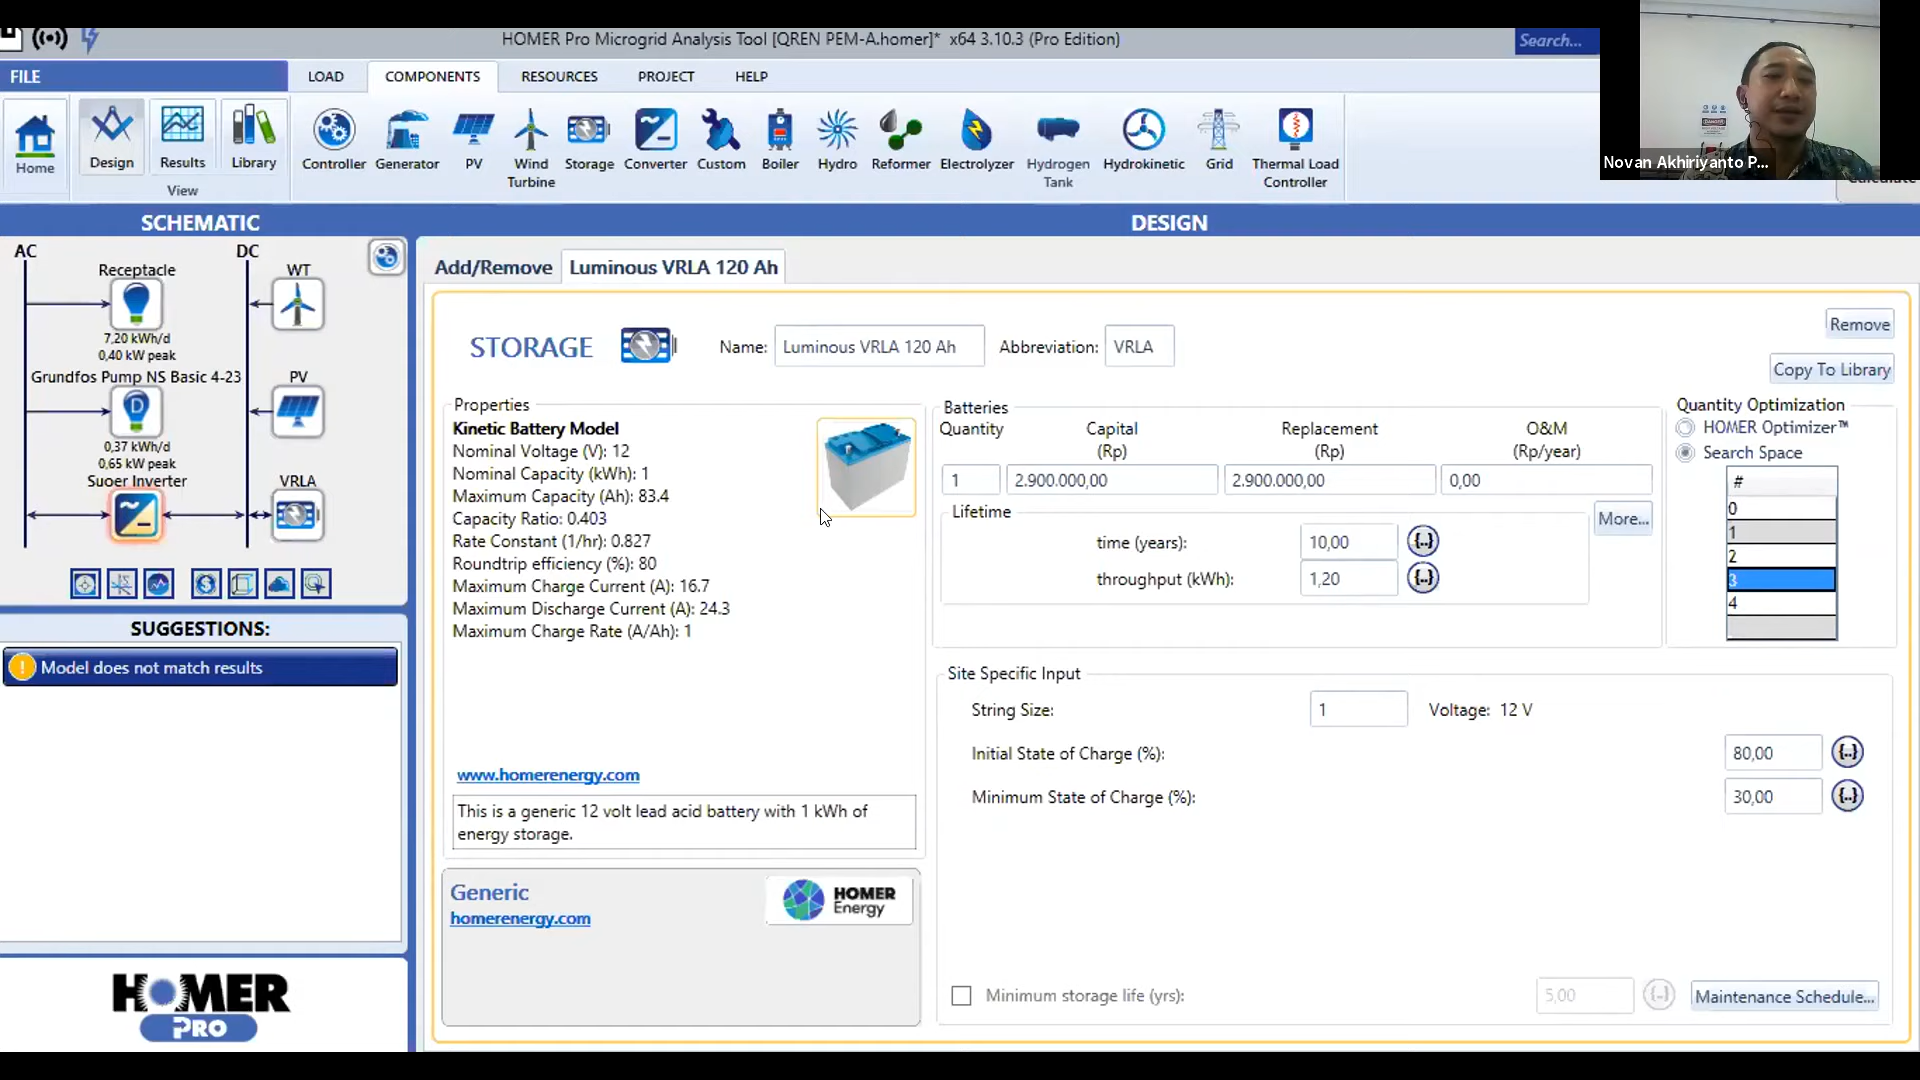 HOMER Pro Microgrid Analysis Tool [QREN PEM-A.homer]* x64 3.10.3 (Pro Edition)
Search...
FILE
LOAD
COMPONENTS
RESOURCES
PROJECT
HELP
Home
Design
Results
Library
View
Controller
Generator
PV
Wind
Turbine
Storage
Converter
Custom
Boiler
Hydro
Reformer
Electrolyzer
Hydrogen
Tank
Hydrokinetic
Grid
Thermal Load
Controller
Calculate
Novan Akhiriyanto P...
SCHEMATIC
AC
DC
Receptacle
WT
7,20 kWh/d
0,40 kW peak
Grundfos Pump NS Basic 4-23
PV
D
0,37 kWh/d
0,65 kW peak
Suoer Inverter
VRLA
SUGGESTIONS:
Model does not match results
HOMER
PRO
DESIGN
Add/Remove
Luminous VRLA 120 Ah
STORAGE
Name: Luminous VRLA 120 Ah
Abbreviation: VRLA
Remove
Copy To Library
Properties
Kinetic Battery Model
Nominal Voltage (V): 12
Nominal Capacity (kWh): 1
Maximum Capacity (Ah): 83.4
Capacity Ratio: 0.403
Rate Constant (1/hr): 0.827
Roundtrip efficiency (%): 80
Maximum Charge Current (A): 16.7
Maximum Discharge Current (A): 24.3
Maximum Charge Rate (A/Ah): 1
www.homerenergy.com
This is a generic 12 volt lead acid battery with 1 kWh of
energy storage.
Generic
homerenergy.com
HOMER
Energy
Batteries
Quantity
Capital
(Rp)
Replacement
(Rp)
O&M
(Rp/year)
1
2.900.000,00
2.900.000,00
0,00
Lifetime
More...
time (years): 10,00 {..}
throughput (kWh): 1,20 {..}
Quantity Optimization
HOMER Optimizer™
Search Space
#
0
1
2
3
4
Site Specific Input
String Size: 1 Voltage: 12 V
Initial State of Charge (%): 80,00 {..}
Minimum State of Charge (%): 30,00 {..}
Minimum storage life (yrs): 5,00 {..}
Maintenance Schedule...